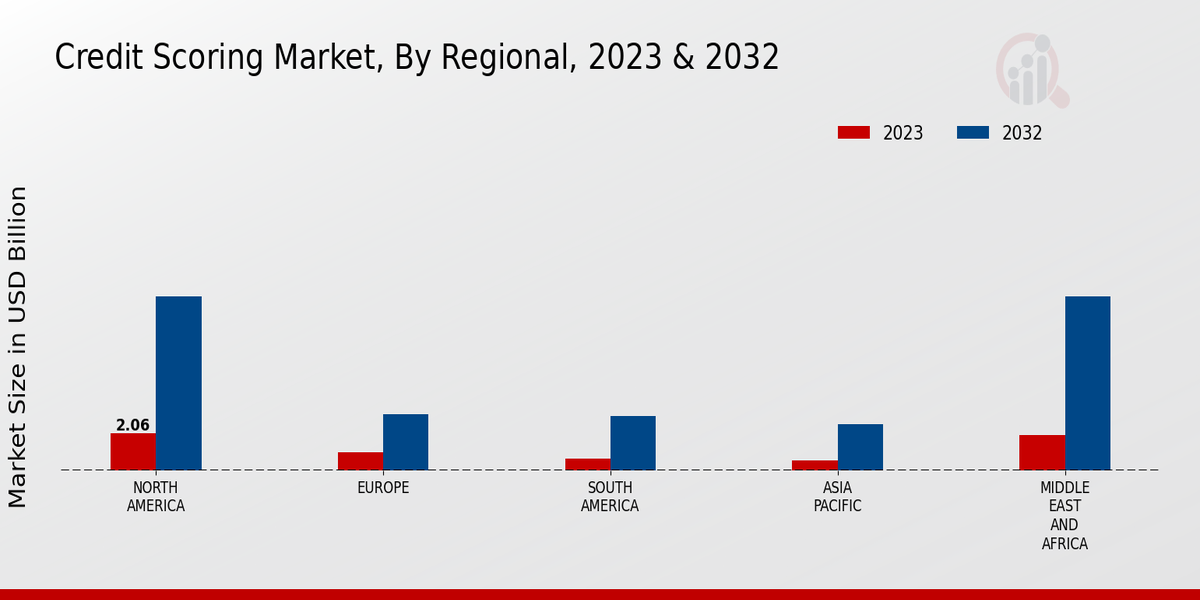 Credit Scoring Market, By Regional, 2023 & 2032
2023
2032
Market Size in USD Billion
2.06
NORTH
AMERICA
EUROPE
SOUTH
AMERICA
ASIA
PACIFIC
MIDDLE
EAST
AND
AFRICA